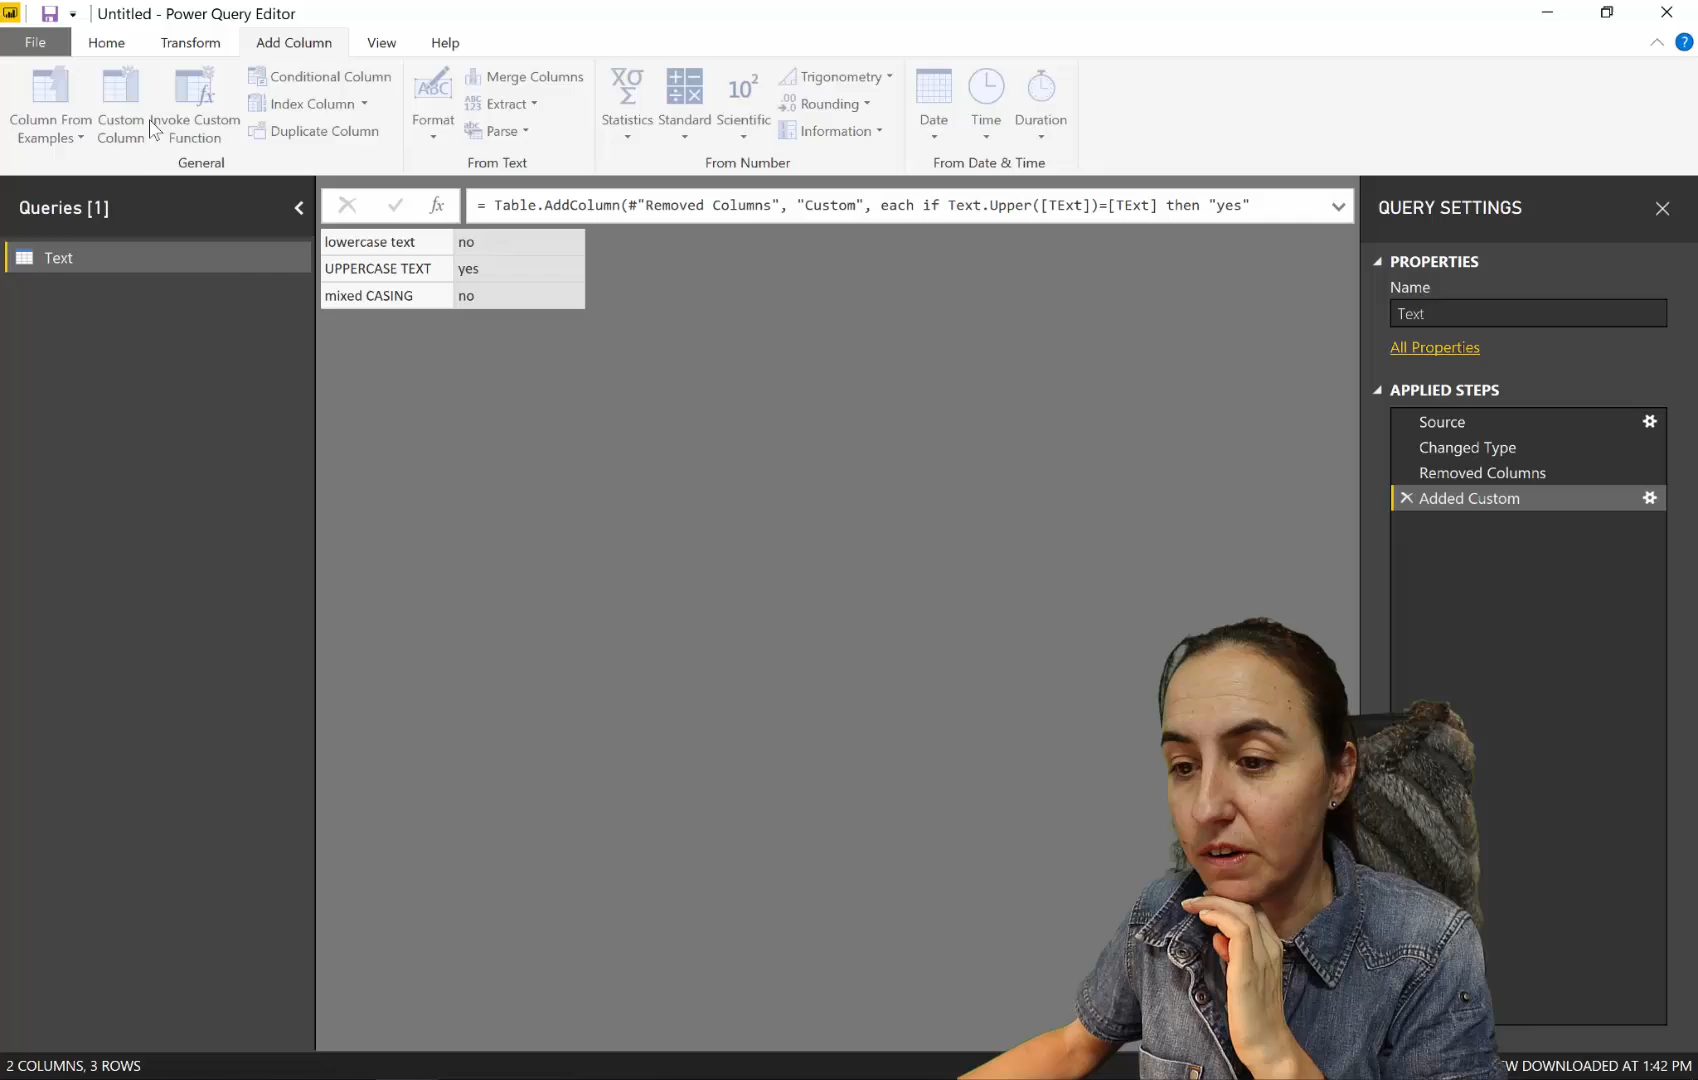 Untitled - Power Query Editor
File Home Transform Add Column View Help
Column From Examples
Custom Column
Invoke Custom Function
Conditional Column
Index Column
Duplicate Column
General
Format
Merge Columns
Extract
Parse
From Text
Statistics
Standard
Scientific
Trigonometry
Rounding
Information
From Number
Date
Time
Duration
From Date & Time
Queries [1]
Text
fx = Table.AddColumn(#"Removed Columns", "Custom", each if Text.Upper([TExt])=[TExt] then "yes"
lowercase text no
UPPERCASE TEXT yes
mixed CASING no
QUERY SETTINGS
PROPERTIES
Name
Text
All Properties
APPLIED STEPS
Source
Changed Type
Removed Columns
Added Custom
2 COLUMNS, 3 ROWS
DOWNLOADED AT 1:42 PM